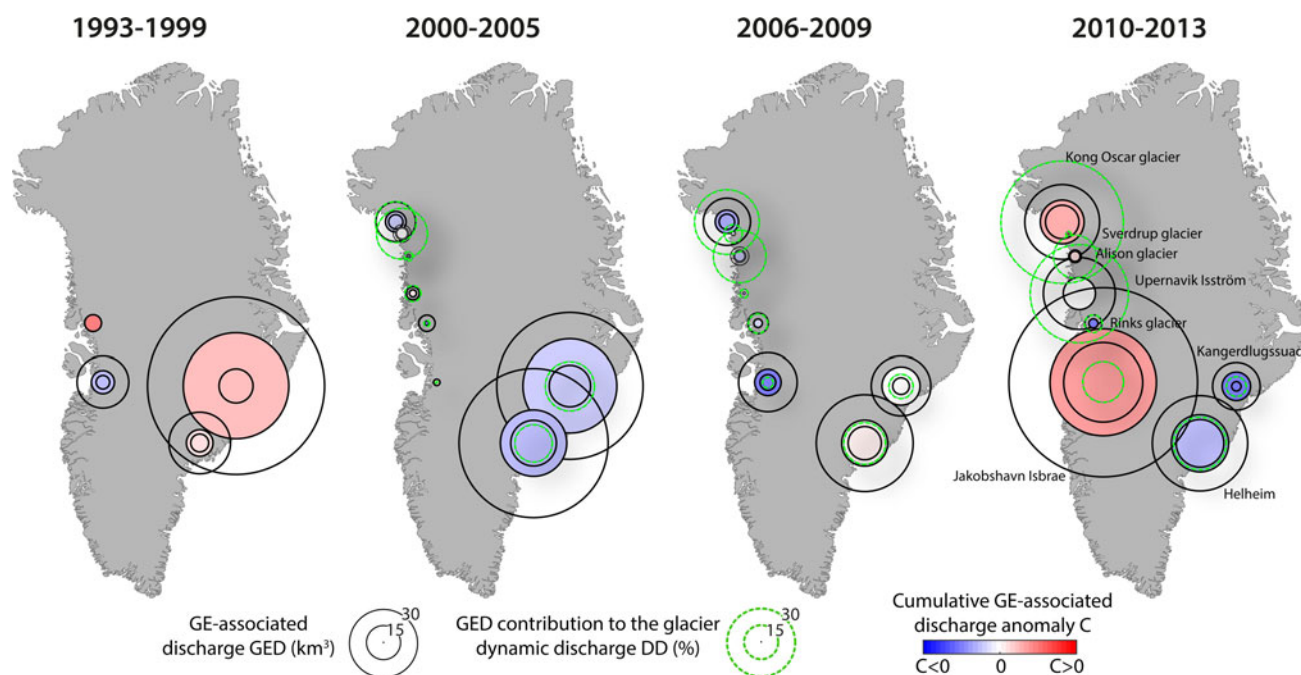 1993-1999
2000-2005
2006-2009
2010-2013
Kong Oscar glacier
Sverdrup glacier
Alison glacier
Upernavik Isström
Rinks glacier
Kangerdlugssuaq
Jakobshavn Isbrae
Helheim
GE-associated
discharge GED (km³)
30
15
GED contribution to the glacier
dynamic discharge DD (%)
30
15
Cumulative GE-associated
discharge anomaly C
C<0
0
C>0